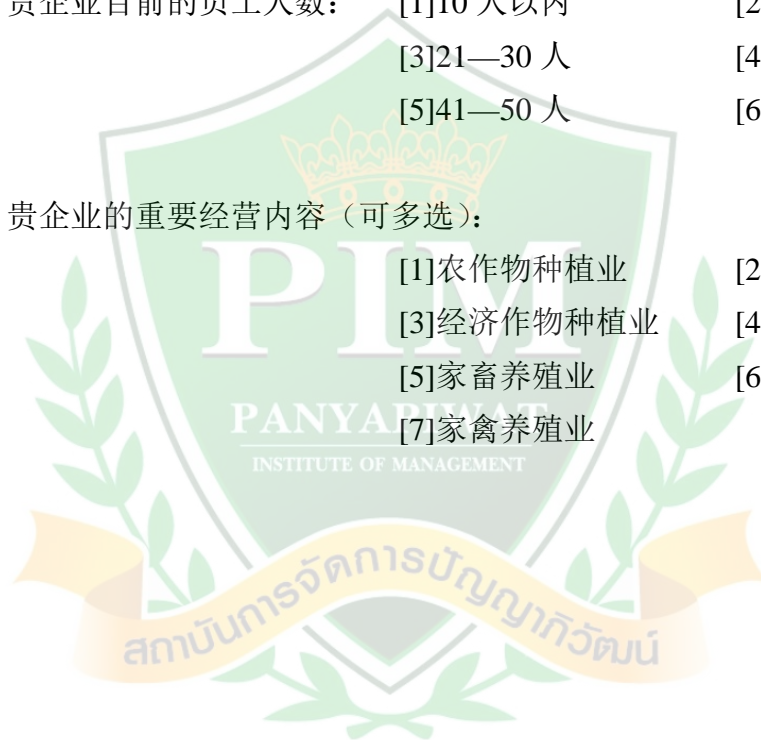 贵企业目前的员工人数： [1]10 人以内 [2
[3]21—30 人 [4
[5]41—50 人 [6
贵企业的重要经营内容（可多选）：
[1]农作物种植业 [2
[3]经济作物种植业 [4
[5]家畜养殖业 [6
PIM
PANYAPIWAT
[7]家禽养殖业
INSTITUTE OF MANAGEMENT
สถาบันการจัดการปัญญาภิวัฒน์